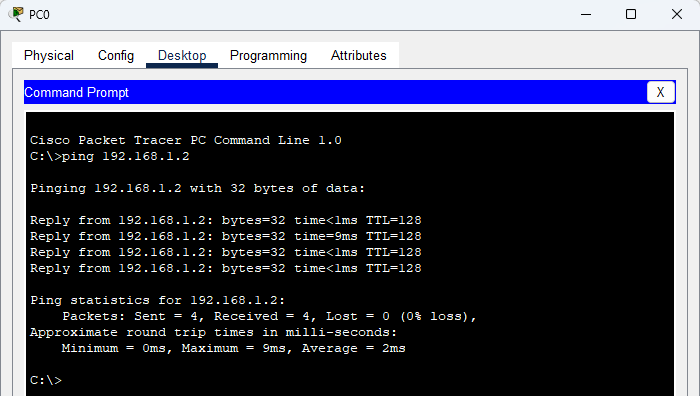 PC0
Physical Config Desktop Programming Attributes
Command Prompt
X
Cisco Packet Tracer PC Command Line 1.0
C:\>ping 192.168.1.2
Pinging 192.168.1.2 with 32 bytes of data:
Reply from 192.168.1.2: bytes=32 time<1ms TTL=128
Reply from 192.168.1.2: bytes=32 time=9ms TTL=128
Reply from 192.168.1.2: bytes=32 time<1ms TTL=128
Reply from 192.168.1.2: bytes=32 time<1ms TTL=128
Ping statistics for 192.168.1.2:
    Packets: Sent = 4, Received = 4, Lost = 0 (0% loss),
Approximate round trip times in milli-seconds:
    Minimum = 0ms, Maximum = 9ms, Average = 2ms
C:\>